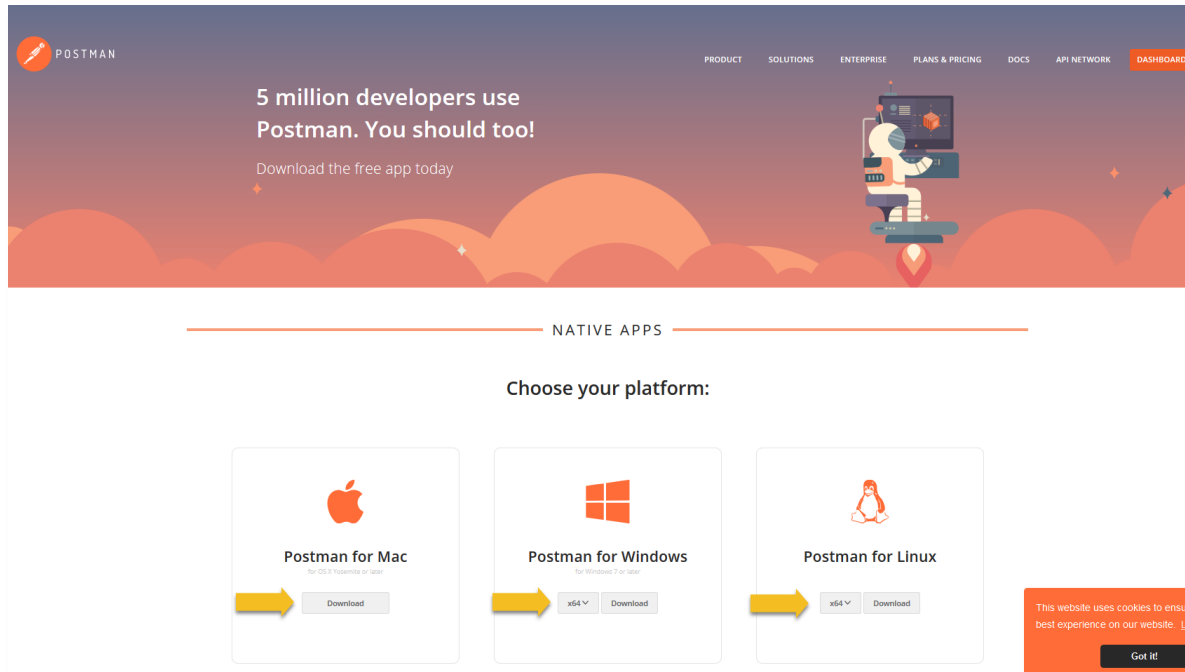 POSTMAN
PRODUCT SOLUTIONS ENTERPRISE PLANS & PRICING DOCS API NETWORK DASHBOARD
5 million developers use
Postman. You should too!
Download the free app today
NATIVE APPS
Choose your platform:
Postman for Mac
for OS X Yosemite or later
Download
Postman for Windows
for Windows 7 or later
x64 Download
Postman for Linux
x64 Download
This website uses cookies to ensu
best experience on our website. L
Got it!